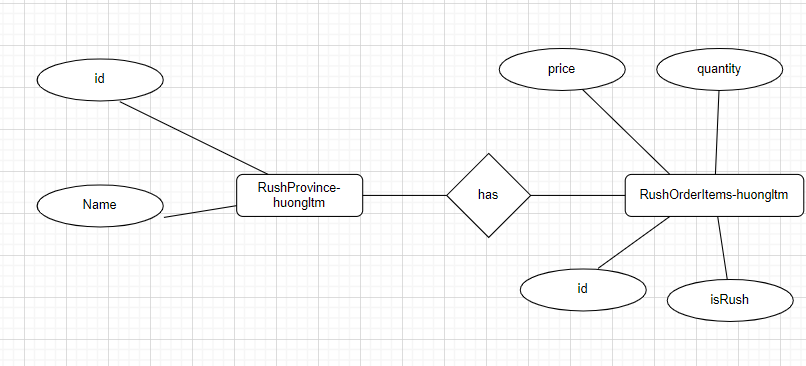 id
Name
RushProvince-
huongltm
has
price
quantity
RushOrderItems-huongltm
id
isRush